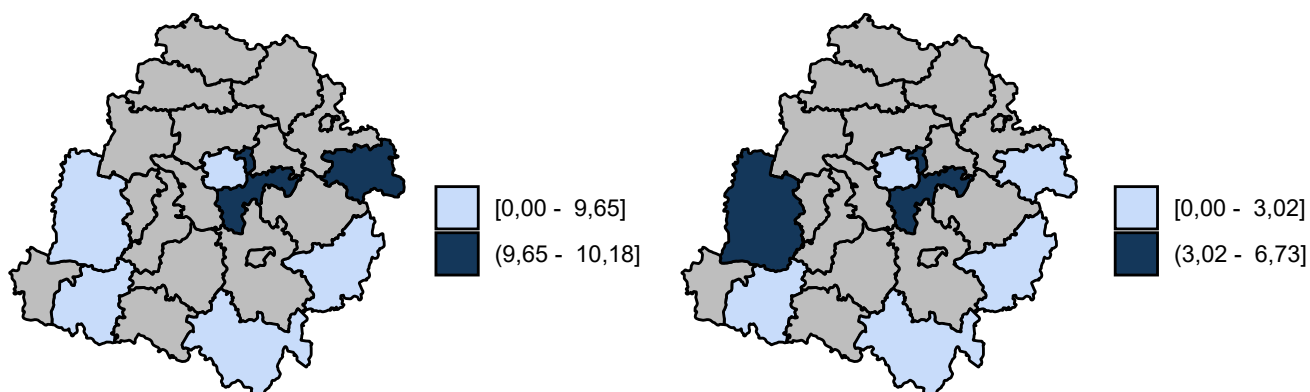 [0,00 - 9,65]
(9,65 - 10,18]
[0,00 - 3,02]
(3,02 - 6,73]